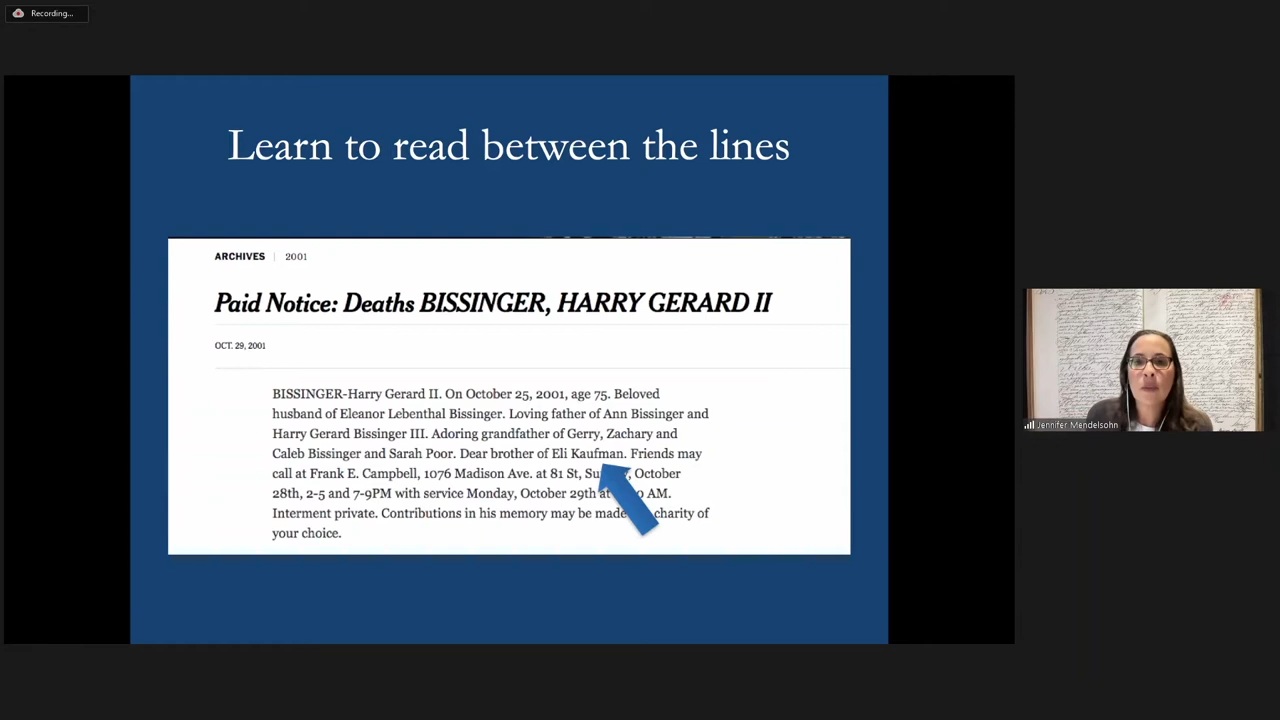 Recording...
Learn to read between the lines
ARCHIVES | 2001
Paid Notice: Deaths BISSINGER, HARRY GERARD II
OCT. 29, 2001
BISSINGER-Harry Gerard II. On October 25, 2001, age 75. Beloved
husband of Eleanor Lebenthal Bissinger. Loving father of Ann Bissinger and
Harry Gerard Bissinger III. Adoring grandfather of Gerry, Zachary and
Caleb Bissinger and Sarah Poor. Dear brother of Eli Kaufman. Friends may
call at Frank E. Campbell, 1076 Madison Ave. at 81 St, October
28th, 2-5 and 7-9PM with service Monday, October 29th at AM.
Interment private. Contributions in his memory may be made charity of
your choice.
Jennifer Mendelsohn